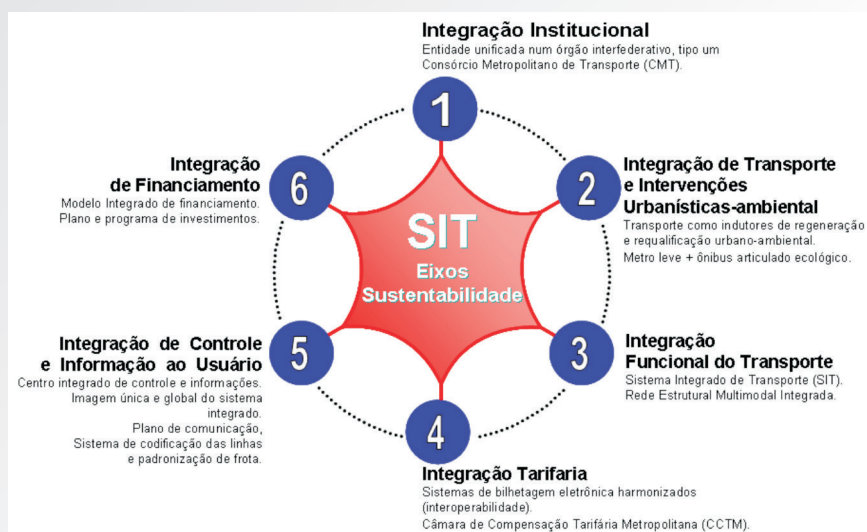 Integração Institucional
Entidade unificada num órgão interfederativo, tipo um
Consórcio Metropolitano de Transporte (CMT).
1
Integração de Transporte
e Intervenções
Urbanísticas-ambiental
Transporte como indutores de regeneração
e requalificação urbano-ambiental.
Metro leve + ônibus articulado ecológico.
2
Integração
Funcional do Transporte
Sistema Integrado de Transporte (SIT).
Rede Estrutural Multimodal Integrada.
3
4
Integração Tarifaria
Sistemas de bilhetagem eletrônica harmonizados
(interoperabilidade).
Câmara de Compensação Tarifária Metropolitana (CCTM).
Integração de Controle
e Informação ao Usuário
Centro integrado de controle e informações.
Imagem única e global do sistema
integrado.
Plano de comunicação,
Sistema de codificação das linhas
e padronização de frota.
5
Integração
de Financiamento
Modelo Integrado de financiamento.
Plano e programa de investimentos.
6
SIT
Eixos
Sustentabilidade